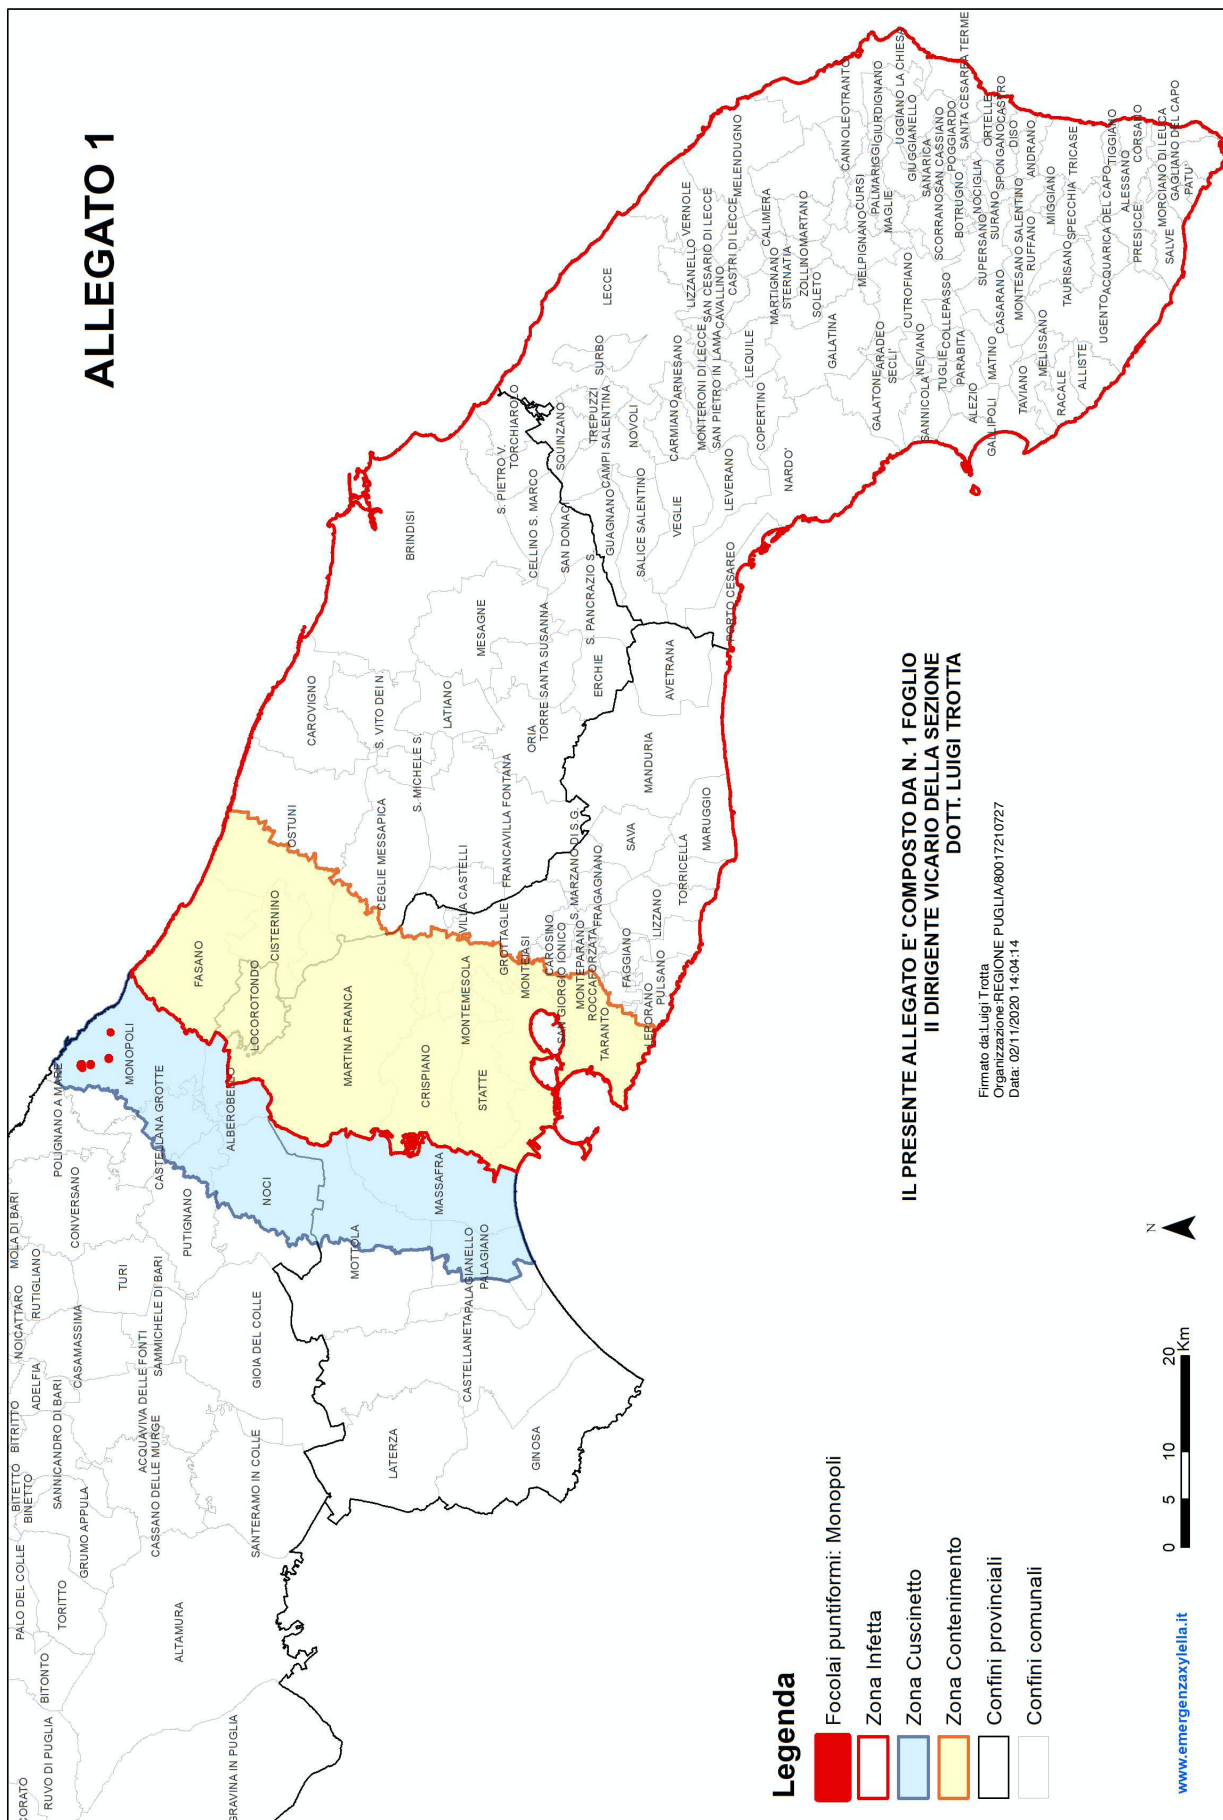 ALLEGATO 1
CORATO
RUVO DI PUGLIA
BITONTO
PALO DEL COLLE
TORITTO
BITETTO
BINETTO
BITRITTO
SANNICANDRO DI BARI
GRUMO APPULA
ADELFIA
NOICATTARO
RUTIGLIANO
MOLA DI BARI
CASAMASSIMA
CONVERSANO
POLIGNANO A MARE
TURI
ACQUAVIVA DELLE FONTI
CASSANO DELLE MURGE
SAMMICHELE DI BARI
PUTIGNANO
CASTELLANA GROTTE
MONOPOLI
ALTAMURA
GRAVINA IN PUGLIA
SANTERAMO IN COLLE
GIOIA DEL COLLE
NOCI
ALBEROBELLO
LOCOROTONDO
FASANO
CISTERNINO
OSTUNI
CAROVIGNO
MARTINA FRANCA
CEGLIE MESSAPICA
S. VITO DEI N.
S. MICHELE S.
BRINDISI
LATERZA
MOTTOLA
CRISPIANO
MASSAFRA
LATIANO
MESAGNE
VILLA CASTELLI
MONTEMESOLA
STATTE
CASTELLANETA
PALAGIANELLO
PALAGIANO
GINOSA
GROTTAGLIE
FRANCAVILLA FONTANA
MONTEIASI
ORIA
TORRE SANTA SUSANNA
CELLINO S. MARCO
S. PIETRO V.
TORCHIAROLO
CAROSINO
SAN GIORGIO IONICO
MONTEPARANO
ROCCAFORZATA
S. MARZANO DI S.G.
FRAGAGNANO
TARANTO
FAGGIANO
LEPORANO
PULSANO
LIZZANO
SAVA
TORRICELLA
MARUGGIO
MANDURIA
AVETRANA
ERCHIE
S. PANCRAZIO S.
SAN DONACI
SQUINZANO
GUAGNANO
CAMPI SALENTINA
TREPUZZI
SURBO
LECCE
SALICE SALENTINO
NOVOLI
VEGLIE
CARMIANO
ARNESANO
PORTO CESAREO
LEVERANO
MONTERONI DI LECCE
SAN PIETRO IN LAMA
SAN CESARIO DI LECCE
CAVALLINO
LIZZANELLO
VERNOLE
CASTRI DI LECCE
MELENDUGNO
COPERTINO
LEQUILE
NARDO'
MARTIGNANO
CALIMERA
STERNATIA
ZOLLINO
MARTANO
SOLETO
GALATINA
CANNOLE
OTRANTO
MELPIGNANO
CURSI
PALMARIGGI
GIURDIGNANO
MAGLIE
GALATONE
ARADEO
SECLI'
CUTROFIANO
UGGIANO LA CHIESA
GIUGGIANELLO
SANARICA
SANNICOLA
NEVIANO
SCORRANO
SAN CASSIANO
TUGLIE
COLLEPASSO
POGGIARDO
BOTRUGNO
SANTA CESAREA TERME
PARABITA
ALEZIO
SUPERSANO
NOCIGLIA
ORTELLE
GALLIPOLI
MATINO
CASARANO
SURANO
SPONGANO
CASTRO
DISO
TAVIANO
MONTESANO SALENTINO
RUFFANO
ANDRANO
MELISSANO
MIGGIANO
RACALE
TAURISANO
SPECCHIA
TRICASE
ALLISTE
UGENTO
ACQUARICA DEL CAPO
TIGGIANO
ALESSANO
PRESICCE
CORSANO
SALVE
MORCIANO DI LEUCA
GAGLIANO DEL CAPO
PATU'
IL PRESENTE ALLEGATO E' COMPOSTO DA N. 1 FOGLIO
Il DIRIGENTE VICARIO DELLA SEZIONE
DOTT. LUIGI TROTTA
Firmato da:Luigi Trotta
Organizzazione:REGIONE PUGLIA/80017210727
Data: 02/11/2020 14:04:14
Legenda
Focolai puntiformi: Monopoli
Zona Infetta
Zona Cuscinetto
Zona Contenimento
Confini provinciali
Confini comunali
N
0 5 10 20
Km
www.emergenzaxylella.it